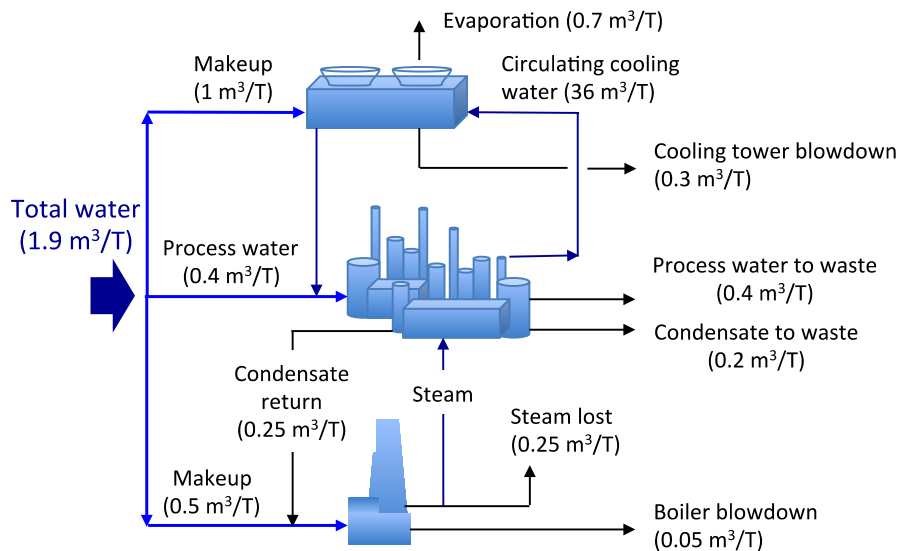 Evaporation (0.7 m³/T)
Makeup
(1 m³/T)
Circulating cooling
water (36 m³/T)
Cooling tower blowdown
(0.3 m³/T)
Total water
(1.9 m³/T)
Process water
(0.4 m³/T)
Process water to waste
(0.4 m³/T)
Condensate to waste
(0.2 m³/T)
Condensate
return
(0.25 m³/T)
Steam
Steam lost
(0.25 m³/T)
Makeup
(0.5 m³/T)
Boiler blowdown
(0.05 m³/T)